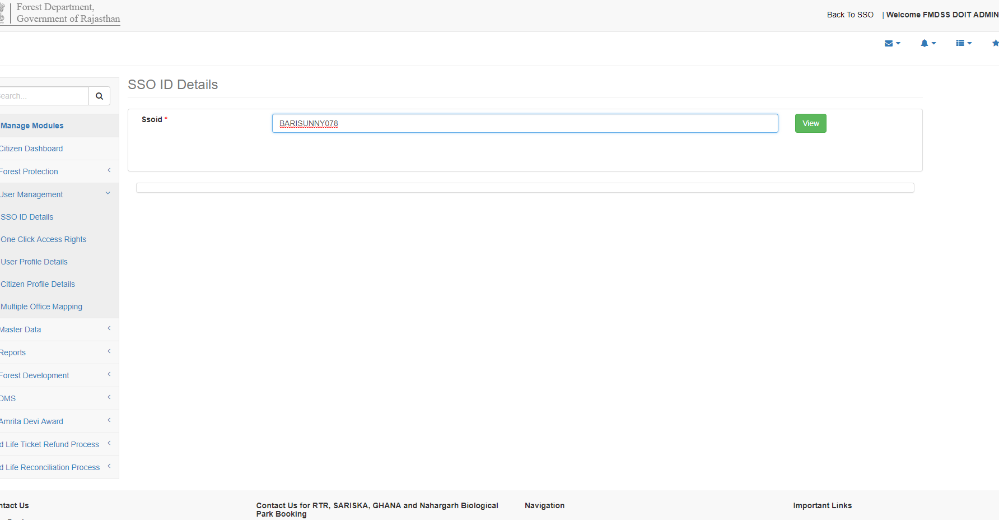 Forest Department,
Government of Rajasthan
Back To SSO | Welcome FMDSS DOIT ADMIN
SSO ID Details
Ssoid *
BARISUNNY078
View
Manage Modules
Citizen Dashboard
Forest Protection
User Management
SSO ID Details
One Click Access Rights
User Profile Details
Citizen Profile Details
Multiple Office Mapping
Master Data
Reports
Forest Development
DMS
Amrita Devi Award
d Life Ticket Refund Process
d Life Reconciliation Process
ntact Us
Contact Us for RTR, SARISKA, GHANA and Nahargarh Biological
Park Booking
Navigation
Important Links